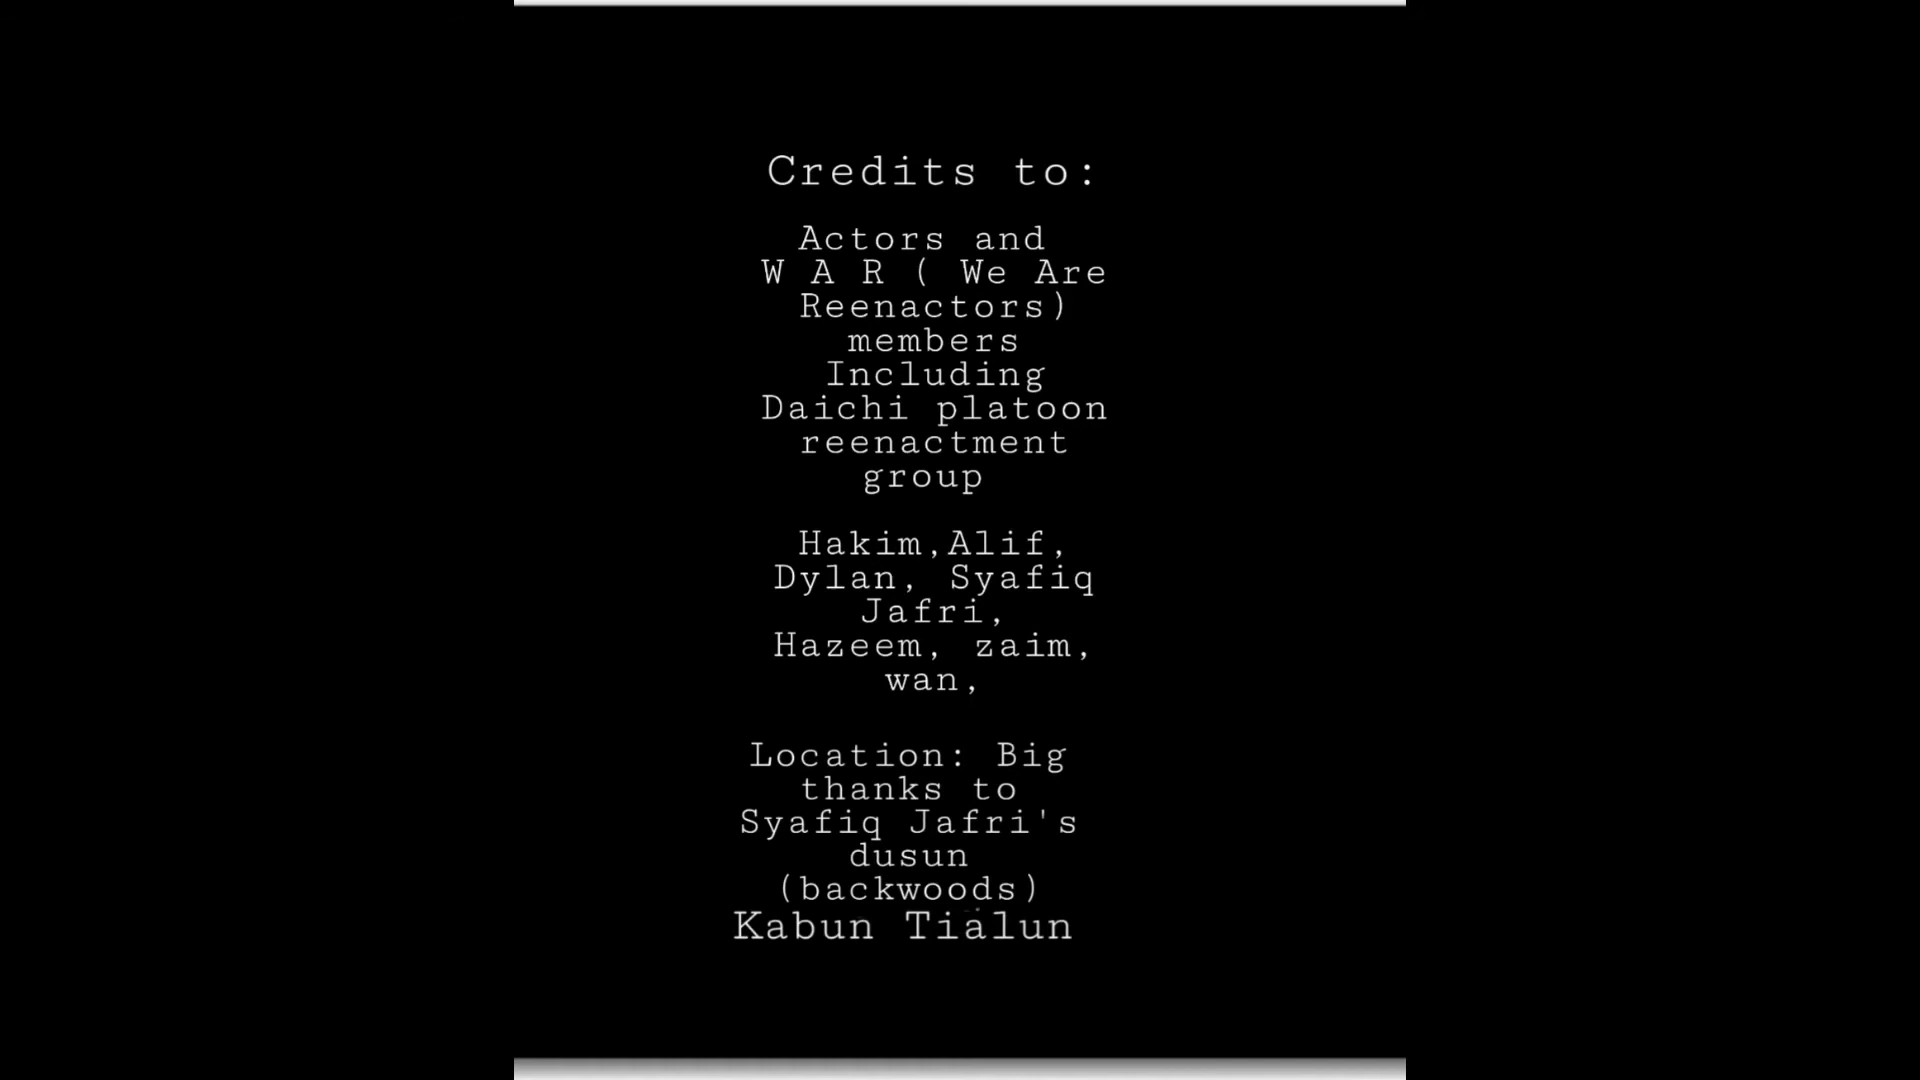 Credits to:
Actors and
W A R ( We Are
Reenactors)
members
Including
Daichi platoon
reenactment
group
Hakim,Alif,
Dylan, Syafiq
Jafri,
Hazeem, zaim,
wan,
Location: Big
thanks to
Syafiq Jafri's
dusun
(backwoods)
Kabun Tialun